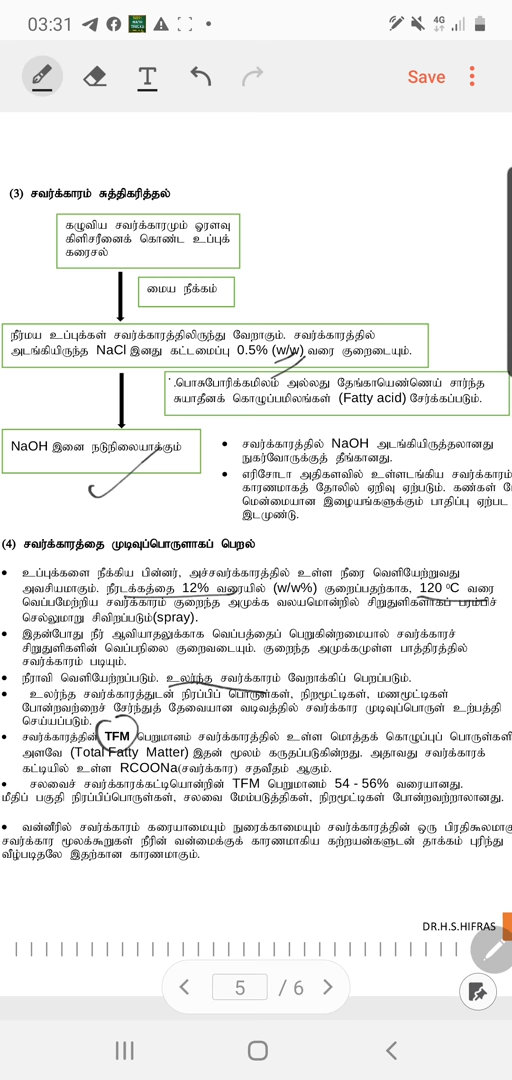 03:31
4G
T
Save
(3) சவர்க்காரம் சுத்திகரித்தல்
கழுவிய சவர்க்காரமும் ஓரளவு
கிளிசரீனைக் கொண்ட உப்புக்
கரைசல்
மைய நீக்கம்
நீர்மய உப்புக்கள் சவர்க்காரத்திலிருந்து வேறாகும். சவர்க்காரத்தில்
அடங்கியிருந்த NaCl இனது கட்டமைப்பு 0.5% (w/w) வரை குறைடையும்.
பொசுபோரிக்கமிலம் அல்லது தேங்காயெண்ணெய் சார்ந்த
சுயாதீனக் கொழுப்பமிலங்கள் (Fatty acid) சேர்க்கப்படும்.
NaOH இனை நடுநிலையாக்கும்
• சவர்க்காரத்தில் NaOH அடங்கியிருத்தலானது
நுகர்வோருக்குத் தீங்கானது.
• எரிசோடா அதிகளவில் உள்ளடங்கிய சவர்க்காரம்
காரணமாகத் தோலில் ஏறிவு ஏற்படும். கண்கள்
மென்மையான இழையங்களுக்கும் பாதிப்பு ஏற்பட
இடமுண்டு.
(4) சவர்க்காரத்தை முடிவுப்பொருளாகப் பெறல்
• உப்புக்களை நீக்கிய பின்னர், அச்சவர்க்காரத்தில் உள்ள நீரை வெளியேற்றுவது
அவசியமாகும். நீரடக்கத்தை 12% வரையில் (w/w%) குறைப்பதற்காக, 120 ºC வரை
வெப்பமேற்றிய சவர்க்காரம் குறைந்த அமுக்க வலயமொன்றில் சிறுதுளிகளாகப் பரம்பிச்
செல்லுமாறு சிவிறப்படும்(spray).
• இதன்போது நீர் ஆவியாதலுக்காக வெப்பத்தைப் பெறுகின்றமையால் சவர்க்காரச்
சிறுதுளிகளின் வெப்பநிலை குறைவடையும். குறைந்த அமுக்கமுள்ள பாத்திரத்தில்
சவர்க்காரம் படியும்.
• நீராவி வெளியேற்றப்படும். உலர்ந்த சவர்க்காரம் வேறாக்கிப் பெறப்படும்.
• உலர்ந்த சவர்க்காரத்துடன் நிரப்பிப் பொருள்கள், நிறமூட்டிகள், மணமூட்டிகள்
போன்றவற்றைச் சேர்ந்துத் தேவையான வடிவத்தில் சவர்க்கார முடிவுப்பொருள் உற்பத்தி
செய்யப்படும்.
• சவர்க்காரத்தின் TFM பெறுமானம் சவர்க்காரத்தில் உள்ள மொத்தக் கொழுப்புப் பொருள்களி
அளவே (Total Fatty Matter) இதன் மூலம் கருதப்படுகின்றது. அதாவது சவர்க்காரக்
கட்டியில் உள்ள RCOONa(சவர்க்கார) சதவீதம் ஆகும்.
• சலவைச் சவர்க்காரக்கட்டியொன்றின் TFM பெறுமானம் 54 - 56% வரையானது.
மீதிப் பகுதி நிரப்பிப்பொருள்கள், சலவை மேம்படுத்திகள், நிறமூட்டிகள் போன்றவற்றாலானது.
• வன்னீரில் சவர்க்காரம் கரையாமையும் நுரைக்காமையும் சவர்க்காரத்தின் ஒரு பிரதிகூலமாகு
சவர்கார மூலக்கூறுகள் நீரின் வன்மைக்குக் காரணமாகிய கற்றயன்களுடன் தாக்கம் புரிந்து
வீழ்படிதலே இதற்கான காரணமாகும்.
DR.H.S.HIFRAS
5 / 6